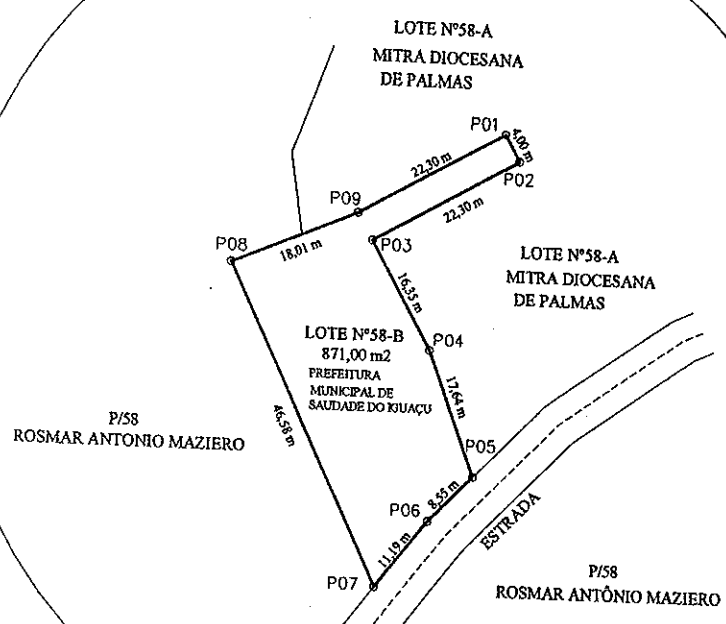 LOTE Nº58-A
MITRA DIOCESANA
DE PALMAS
P01
4,00 m
22,30 m
P02
P09
22,30 m
P08
18,01 m
P03
LOTE Nº58-A
MITRA DIOCESANA
DE PALMAS
16,35 m
LOTE Nº58-B
871,00 m2
PREFEITURA
MUNICIPAL DE
SAUDADE DO IGUAÇU
P04
17,64 m
46,58 m
P/58
ROSMAR ANTONIO MAZIERO
P05
8,55 m
P06
ESTRADA
11,19 m
P07
P/58
ROSMAR ANTÔNIO MAZIERO